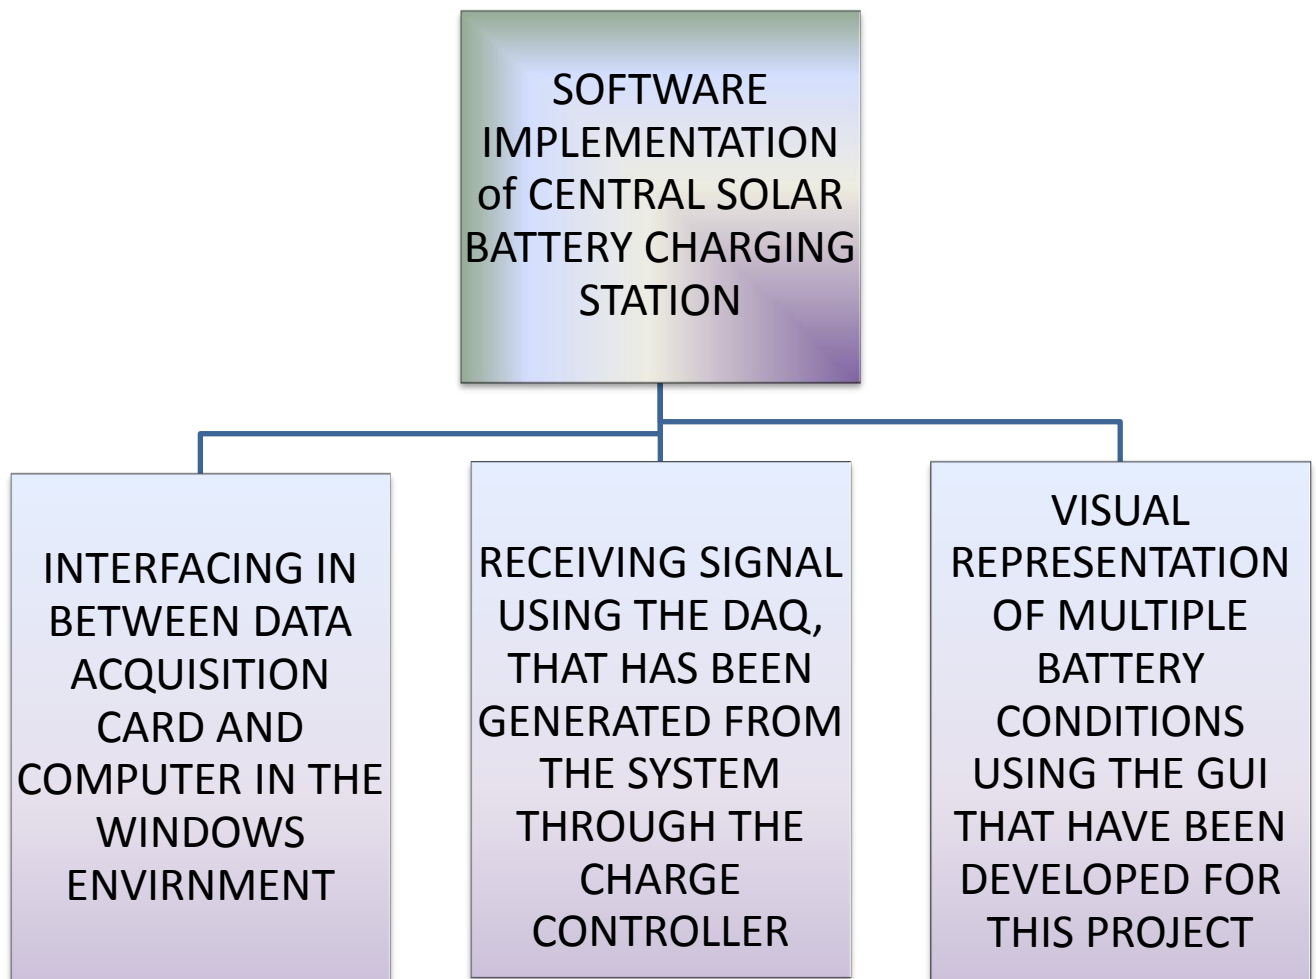 SOFTWARE
IMPLEMENTATION
of CENTRAL SOLAR
BATTERY CHARGING
STATION
INTERFACING IN
BETWEEN DATA
ACQUISITION
CARD AND
COMPUTER IN THE
WINDOWS
ENVIRNMENT
RECEIVING SIGNAL
USING THE DAQ,
THAT HAS BEEN
GENERATED FROM
THE SYSTEM
THROUGH THE
CHARGE
CONTROLLER
VISUAL
REPRESENTATION
OF MULTIPLE
BATTERY
CONDITIONS
USING THE GUI
THAT HAVE BEEN
DEVELOPED FOR
THIS PROJECT